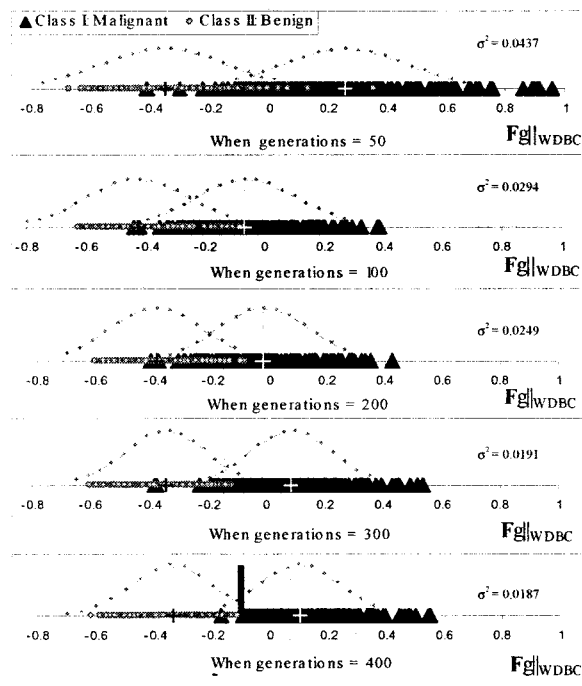 Class I: Malignant Class II: Benign
σ² = 0.0437
-0.8 -0.6 -0.4 -0.2 0 0.2 0.4 0.6 0.8 1
When generations = 50 Fg||WDBC
σ² = 0.0294
-0.8 -0.6 -0.4 -0.2 0 0.2 0.4 0.6 0.8 1
When generations = 100 Fg||WDBC
σ² = 0.0249
-0.8 -0.6 -0.4 -0.2 0 0.2 0.4 0.6 0.8 1
When generations = 200 Fg||WDBC
σ² = 0.0191
-0.8 -0.6 -0.4 -0.2 0 0.2 0.4 0.6 0.8 1
When generations = 300 Fg||WDBC
σ² = 0.0187
-0.8 -0.6 -0.4 -0.2 0 0.2 0.4 0.6 0.8 1
When generations = 400 Fg||WDBC